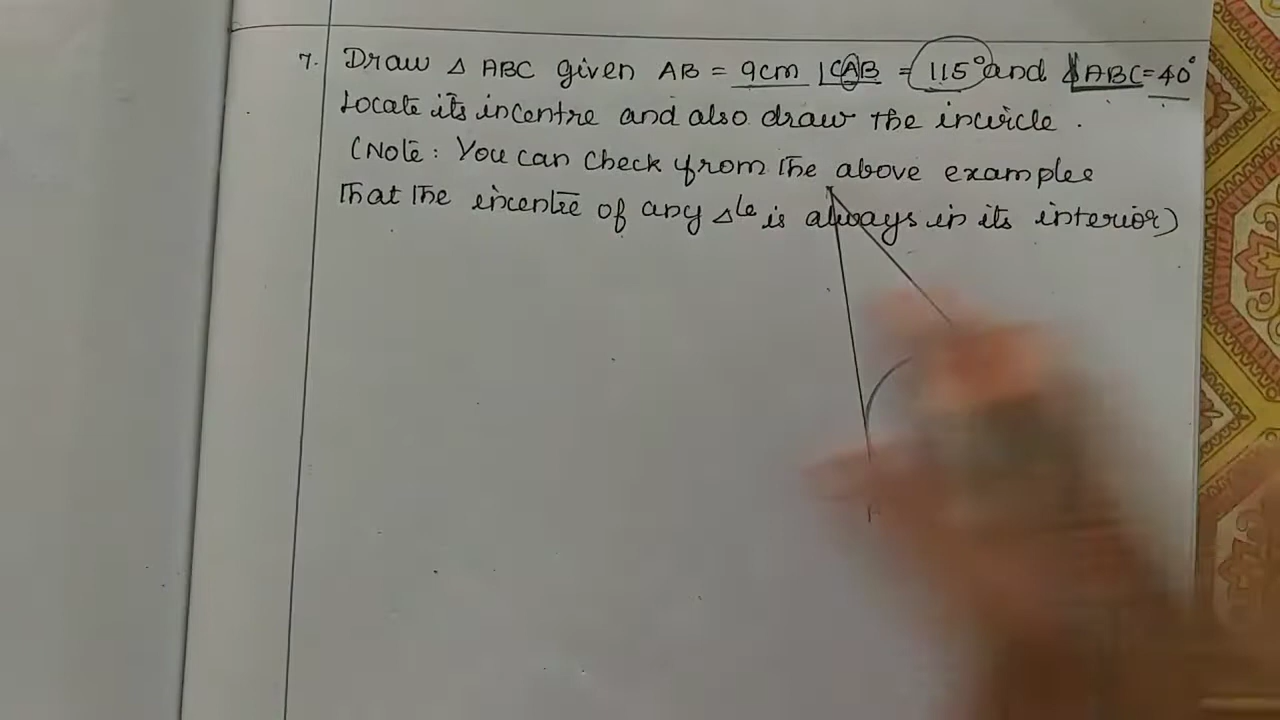 7. Draw △ ABC given AB = 9cm ∠CAB = 115° and ∠ABC = 40°
Locate its incentre and also draw the incircle.
(Note: You can check from the above examples
that the incentre of any △le is always in its interior)